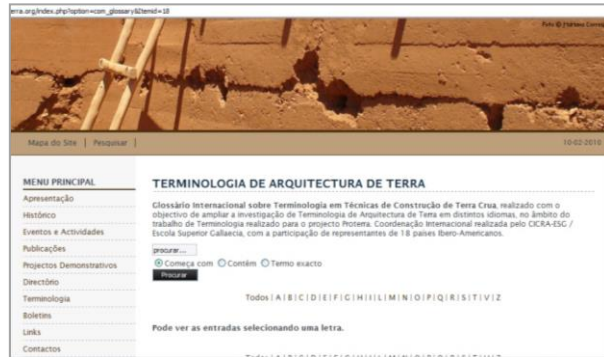 erra.org/index.php?option=com_glossary&Itemid=18
Mapa do Site | Pesquisar |
10-02-2010
MENU PRINCIPAL
Apresentação
Histórico
Eventos e Actividades
Publicações
Projectos Demonstrativos
Directório
Terminologia
Boletins
Links
Contactos
TERMINOLOGIA DE ARQUITECTURA DE TERRA
Glossário Internacional sobre Terminologia em Técnicas de Construção de Terra Crua, realizado com o
objectivo de ampliar a investigação de Terminologia de Arquitectura de Terra em distintos idiomas, no âmbito do
trabalho de Terminologia realizado para o projecto Proterra. Coordenação Internacional realizada pelo CICRA-ESG /
Escola Superior Gallaecia, com a participação de representantes de 18 países Ibero-Americanos.
procurar...
Começa com Contém Termo exacto
Procurar
Todos | A | B | C | D | E | F | G | H | I | L | M | N | O | P | Q | R | S | T | V | Z
Pode ver as entradas selecionando uma letra.